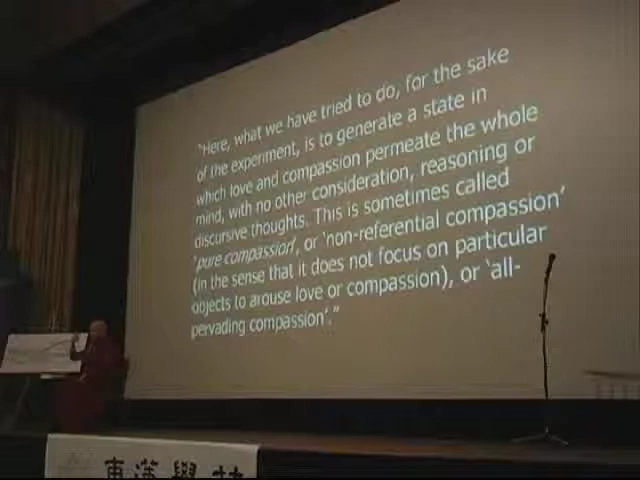 "Here, what we have tried to do, for the sake
of the experiment, is to generate a state in
which love and compassion permeate the whole
mind, with no other consideration, reasoning or
discursive thoughts. This is sometimes called
'pure compassion', or 'non-referential compassion'
(in the sense that it does not focus on particular
objects to arouse love or compassion), or 'all-
pervading compassion'."
東蓮覺